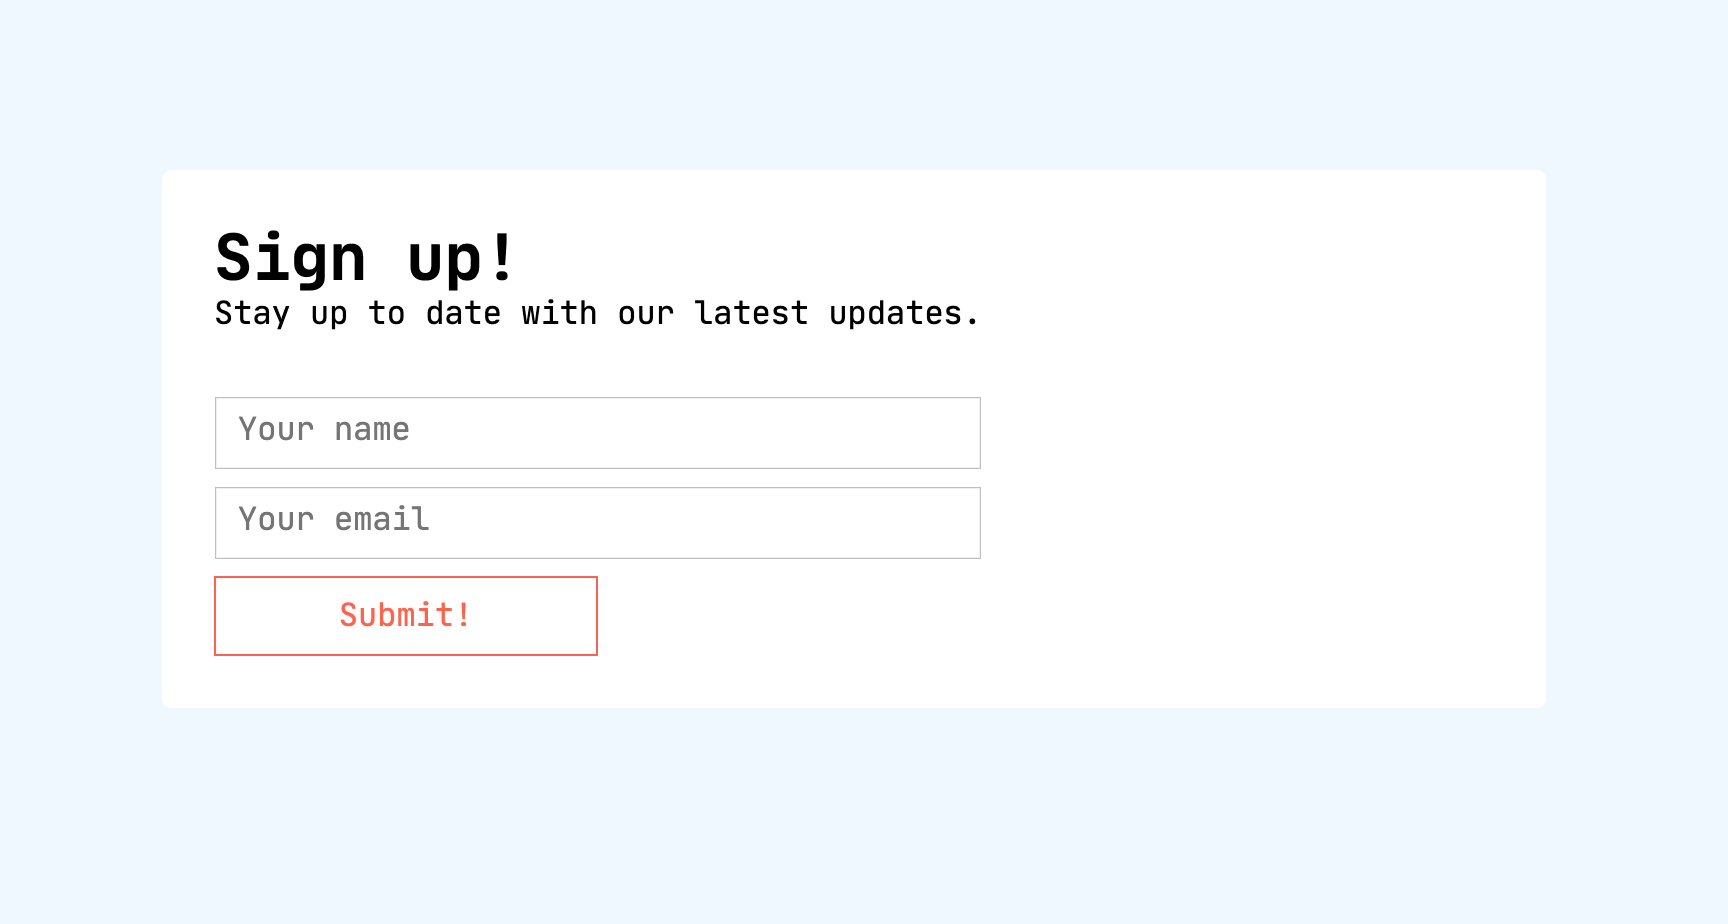 Sign up!
Stay up to date with our latest updates.
Your name
Your email
Submit!